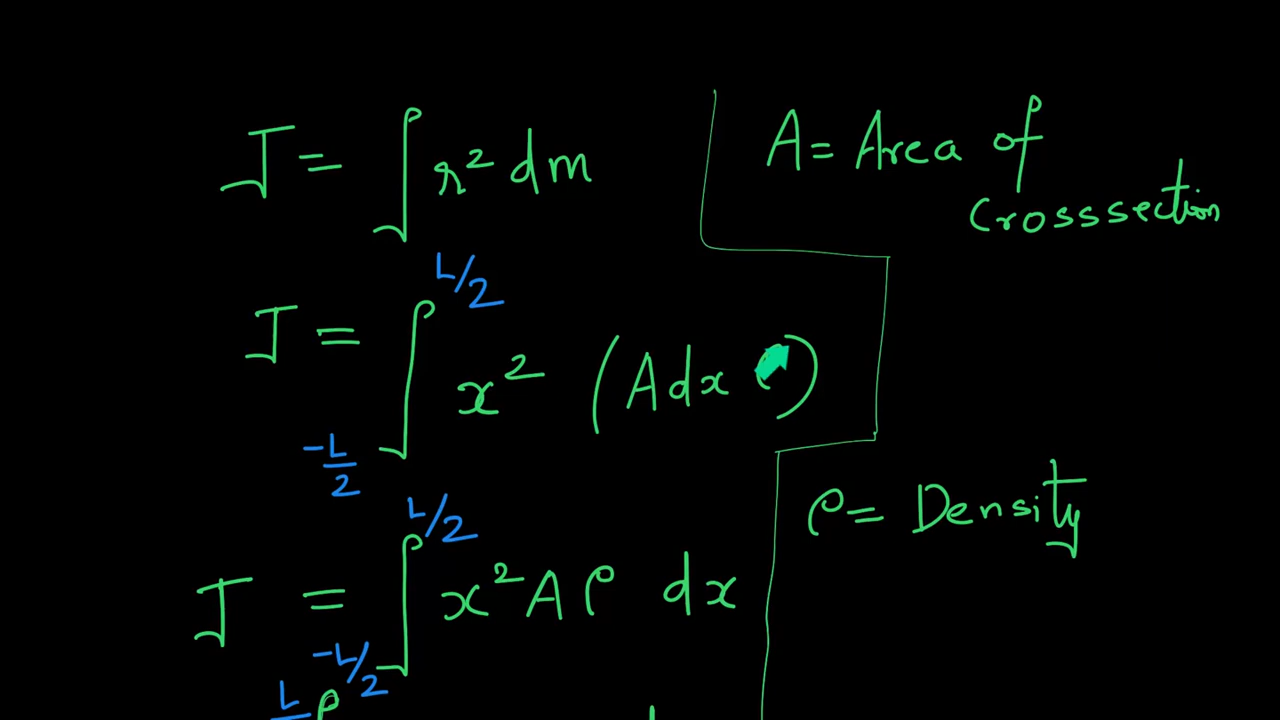 J = ∫ r² dm
A = Area of
Crosssection
J = ∫_{-L/2}^{L/2} x² (A dx ρ)
ρ = Density
J = ∫_{-L/2}^{L/2} x² A ρ dx
L